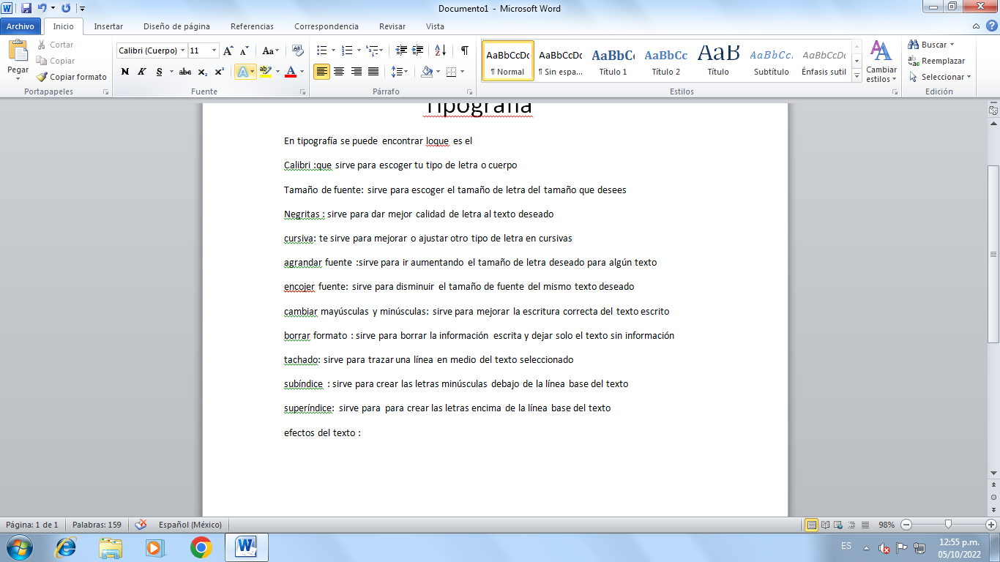 Documento1 - Microsoft Word
Archivo Inicio Insertar Diseño de página Referencias Correspondencia Revisar Vista
Pegar
Cortar
Copiar
Copiar formato
Portapapeles
Calibri (Cuerpo) 11 A A Aa
N K S abc x₂ x² A ab A
Fuente
Párrafo
AaBbCcDc AaBbCcDc AaBbC AaBbCc AaB AaBbCc. AaBbCcDc
¶ Normal ¶ Sin espa... Título 1 Título 2 Título Subtítulo Énfasis sutil
Cambiar estilos
Estilos
Buscar
Reemplazar
Seleccionar
Edición
Tipografía
En tipografía se puede encontrar loque es el
Calibri :que sirve para escoger tu tipo de letra o cuerpo
Tamaño de fuente: sirve para escoger el tamaño de letra del tamaño que desees
Negritas : sirve para dar mejor calidad de letra al texto deseado
cursiva: te sirve para mejorar o ajustar otro tipo de letra en cursivas
agrandar fuente :sirve para ir aumentando el tamaño de letra deseado para algún texto
encojer fuente: sirve para disminuir el tamaño de fuente del mismo texto deseado
cambiar mayúsculas y minúsculas: sirve para mejorar la escritura correcta del texto escrito
borrar formato : sirve para borrar la información escrita y dejar solo el texto sin información
tachado: sirve para trazar una línea en medio del texto seleccionado
subíndice : sirve para crear las letras minúsculas debajo de la línea base del texto
superíndice: sirve para para crear las letras encima de la línea base del texto
efectos del texto :
Página: 1 de 1 Palabras: 159 Español (México) 98%
ES 12:55 p.m.
05/10/2022